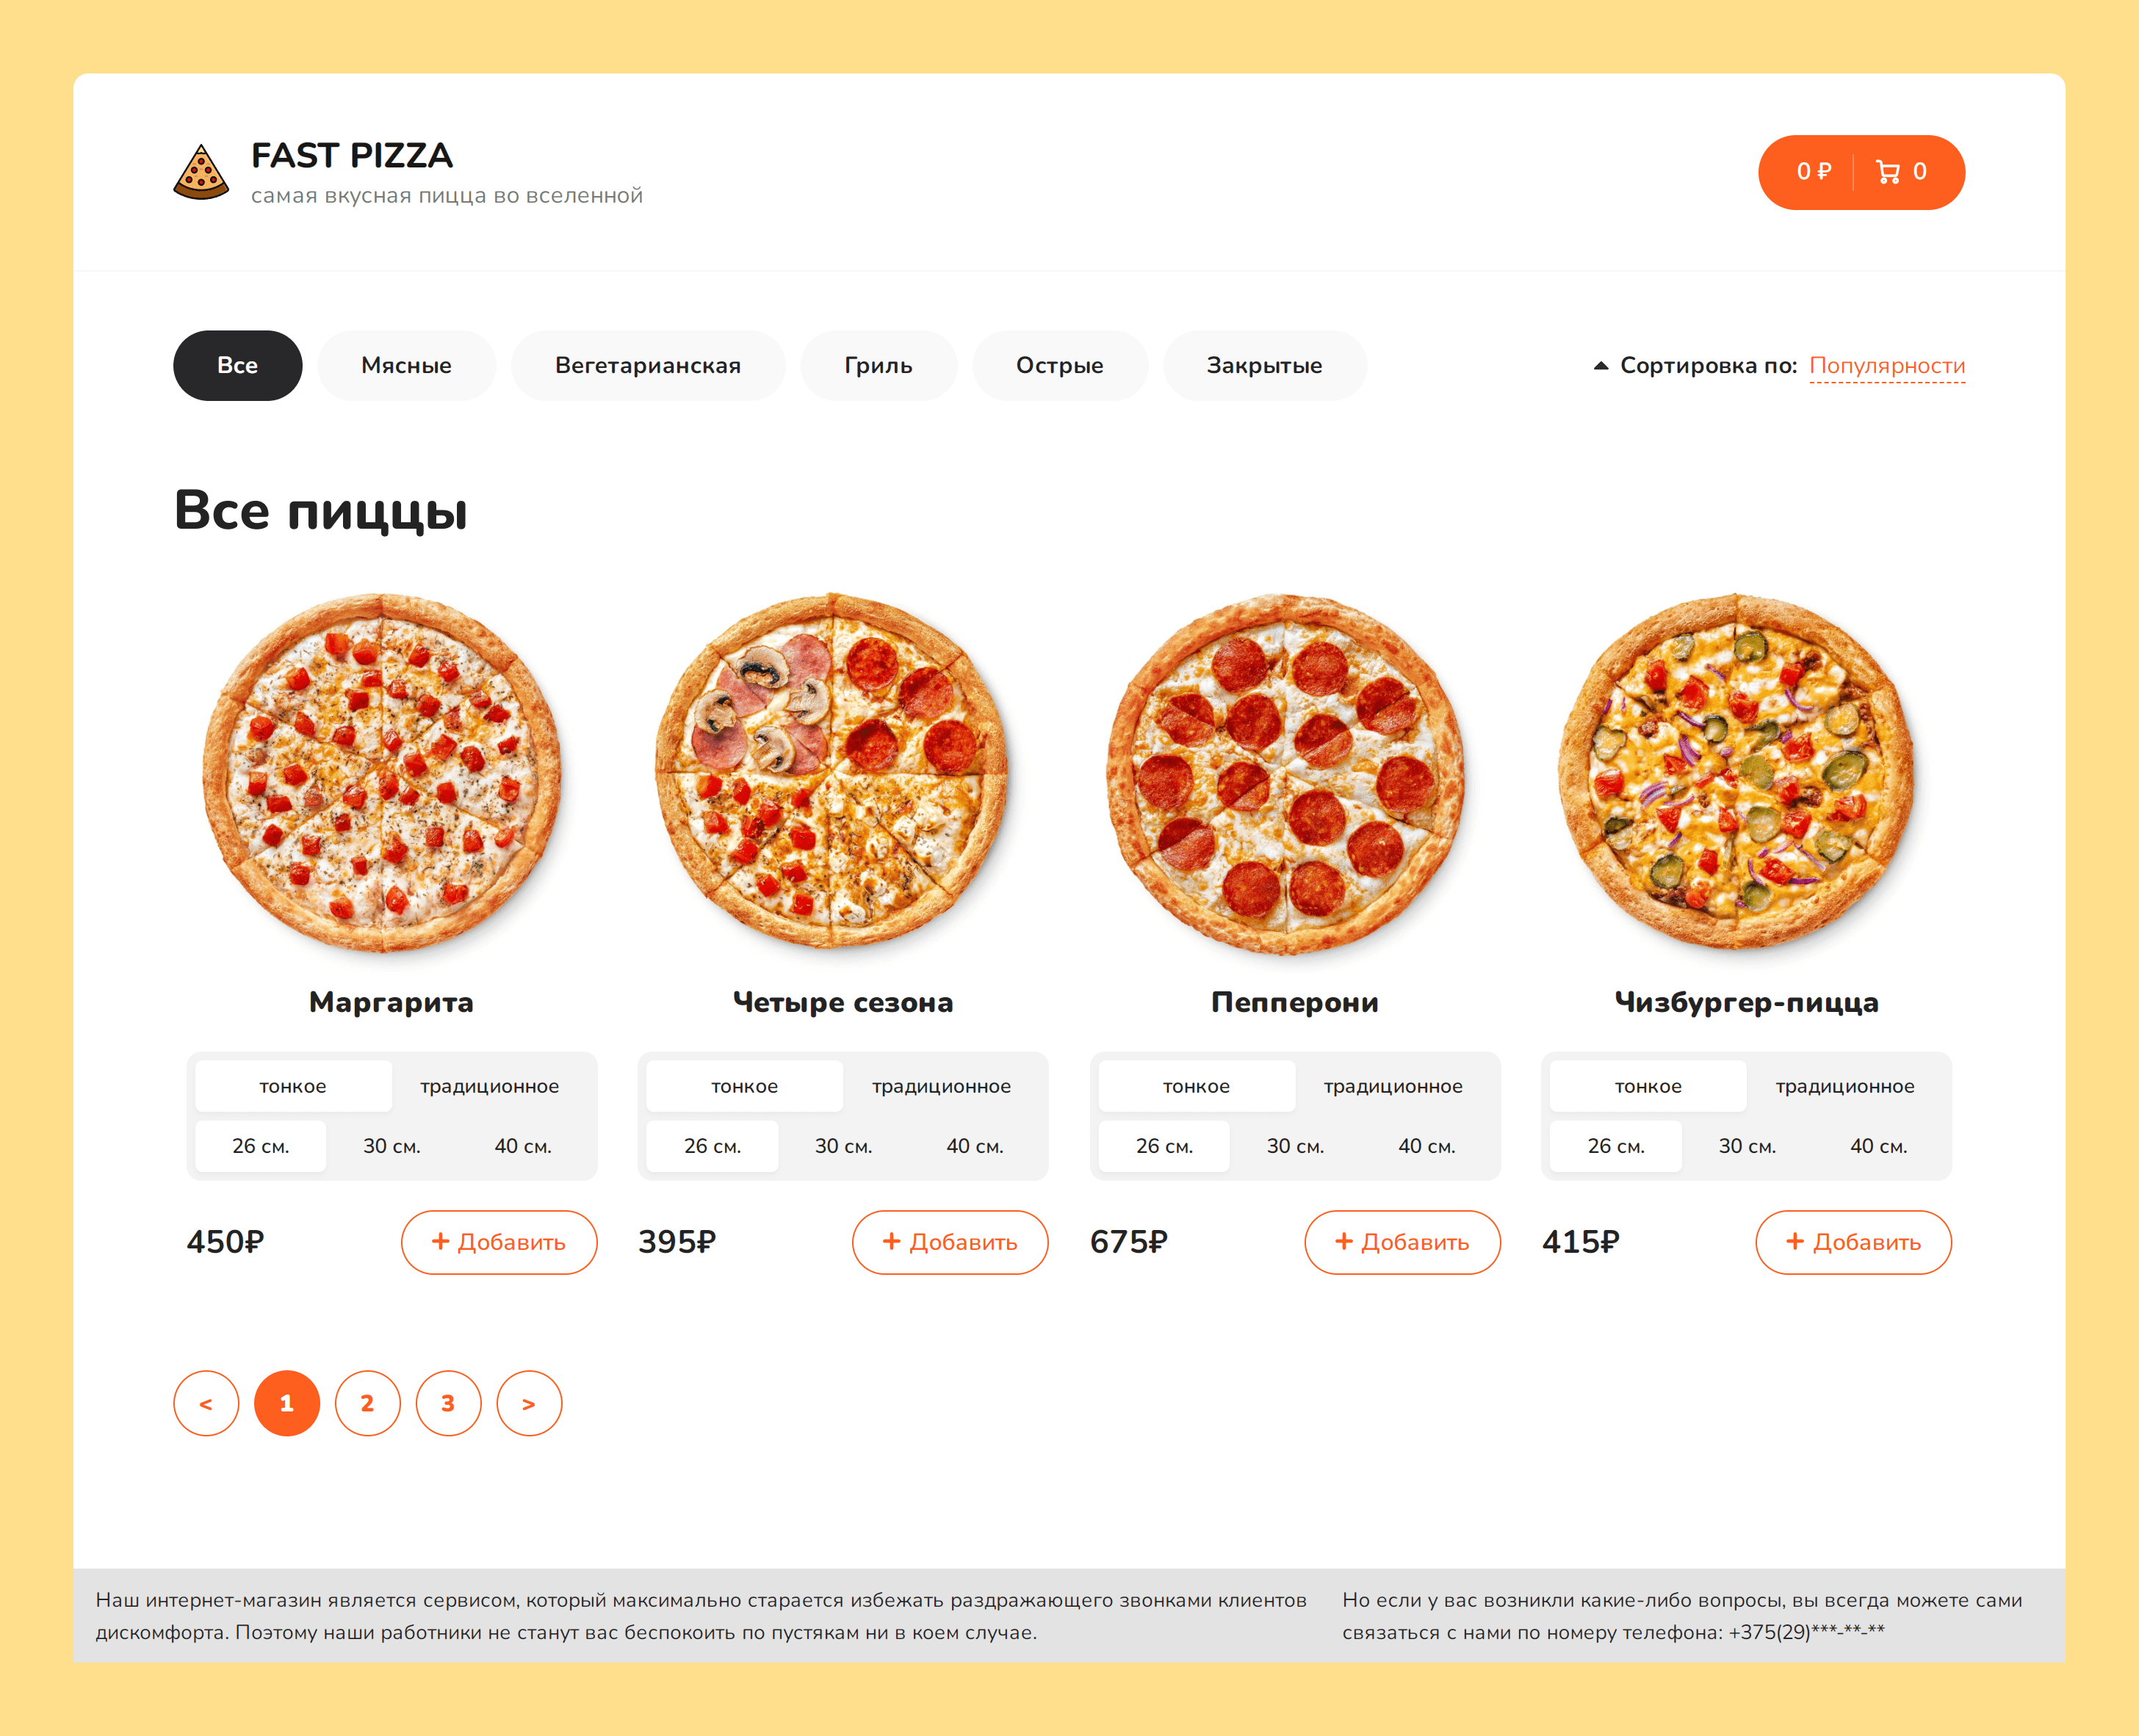 FAST PIZZA
самая вкусная пицца во вселенной
0 ₽ 0
Все Мясные Вегетарианская Гриль Острые Закрытые Сортировка по: Популярности
Все пиццы
Маргарита Четыре сезона Пепперони Чизбургер-пицца
тонкое традиционное тонкое традиционное тонкое традиционное тонкое традиционное
26 см. 30 см. 40 см. 26 см. 30 см. 40 см. 26 см. 30 см. 40 см. 26 см. 30 см. 40 см.
450₽ + Добавить 395₽ + Добавить 675₽ + Добавить 415₽ + Добавить
< 1 2 3 >
Наш интернет-магазин является сервисом, который максимально старается избежать раздражающего звонками клиентов
дискомфорта. Поэтому наши работники не станут вас беспокоить по пустякам ни в коем случае.
Но если у вас возникли какие-либо вопросы, вы всегда можете сами
связаться с нами по номеру телефона: +375(29)***-**-**